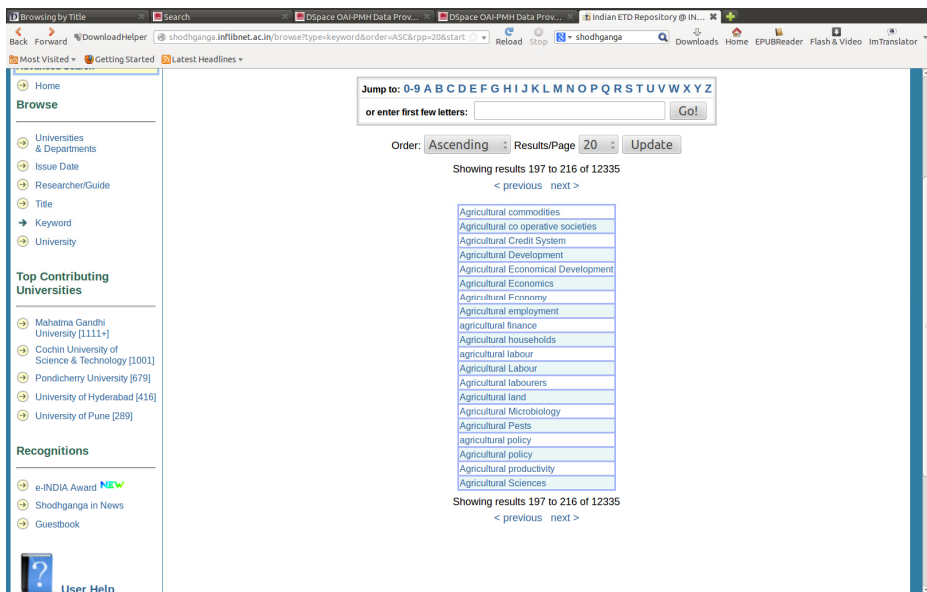 Browsing by Title
Search
DSpace OAI-PMH Data Prov...
DSpace OAI-PMH Data Prov...
Indian ETD Repository @ IN...
Back Forward DownloadHelper shodhganga.inflibnet.ac.in/browse?type=keyword&order=ASC&rpp=20&start shodhganga Reload Stop Downloads Home EPUBReader Flash & Video ImTranslator
Most Visited Getting Started Latest Headlines
Advanced Search
Home
Browse
Universities
& Departments
Issue Date
Researcher/Guide
Title
Keyword
University
Top Contributing
Universities
Mahatma Gandhi
University [1111+]
Cochin University of
Science & Technology [1001]
Pondicherry University [679]
University of Hyderabad [416]
University of Pune [289]
Recognitions
e-INDIA Award NEW
Shodhganga in News
Guestbook
User Help
Jump to: 0-9 A B C D E F G H I J K L M N O P Q R S T U V W X Y Z
or enter first few letters: Go!
Order: Ascending Results/Page 20 Update
Showing results 197 to 216 of 12335
< previous next >
Agricultural commodities
Agricultural co operative societies
Agricultural Credit System
Agricultural Development
Agricultural Economical Development
Agricultural Economics
Agricultural Economy
Agricultural employment
agricultural finance
Agricultural households
agricultural labour
Agricultural Labour
Agricultural labourers
Agricultural land
Agricultural Microbiology
Agricultural Pests
agricultural policy
Agricultural policy
Agricultural productivity
Agricultural Sciences
Showing results 197 to 216 of 12335
< previous next >